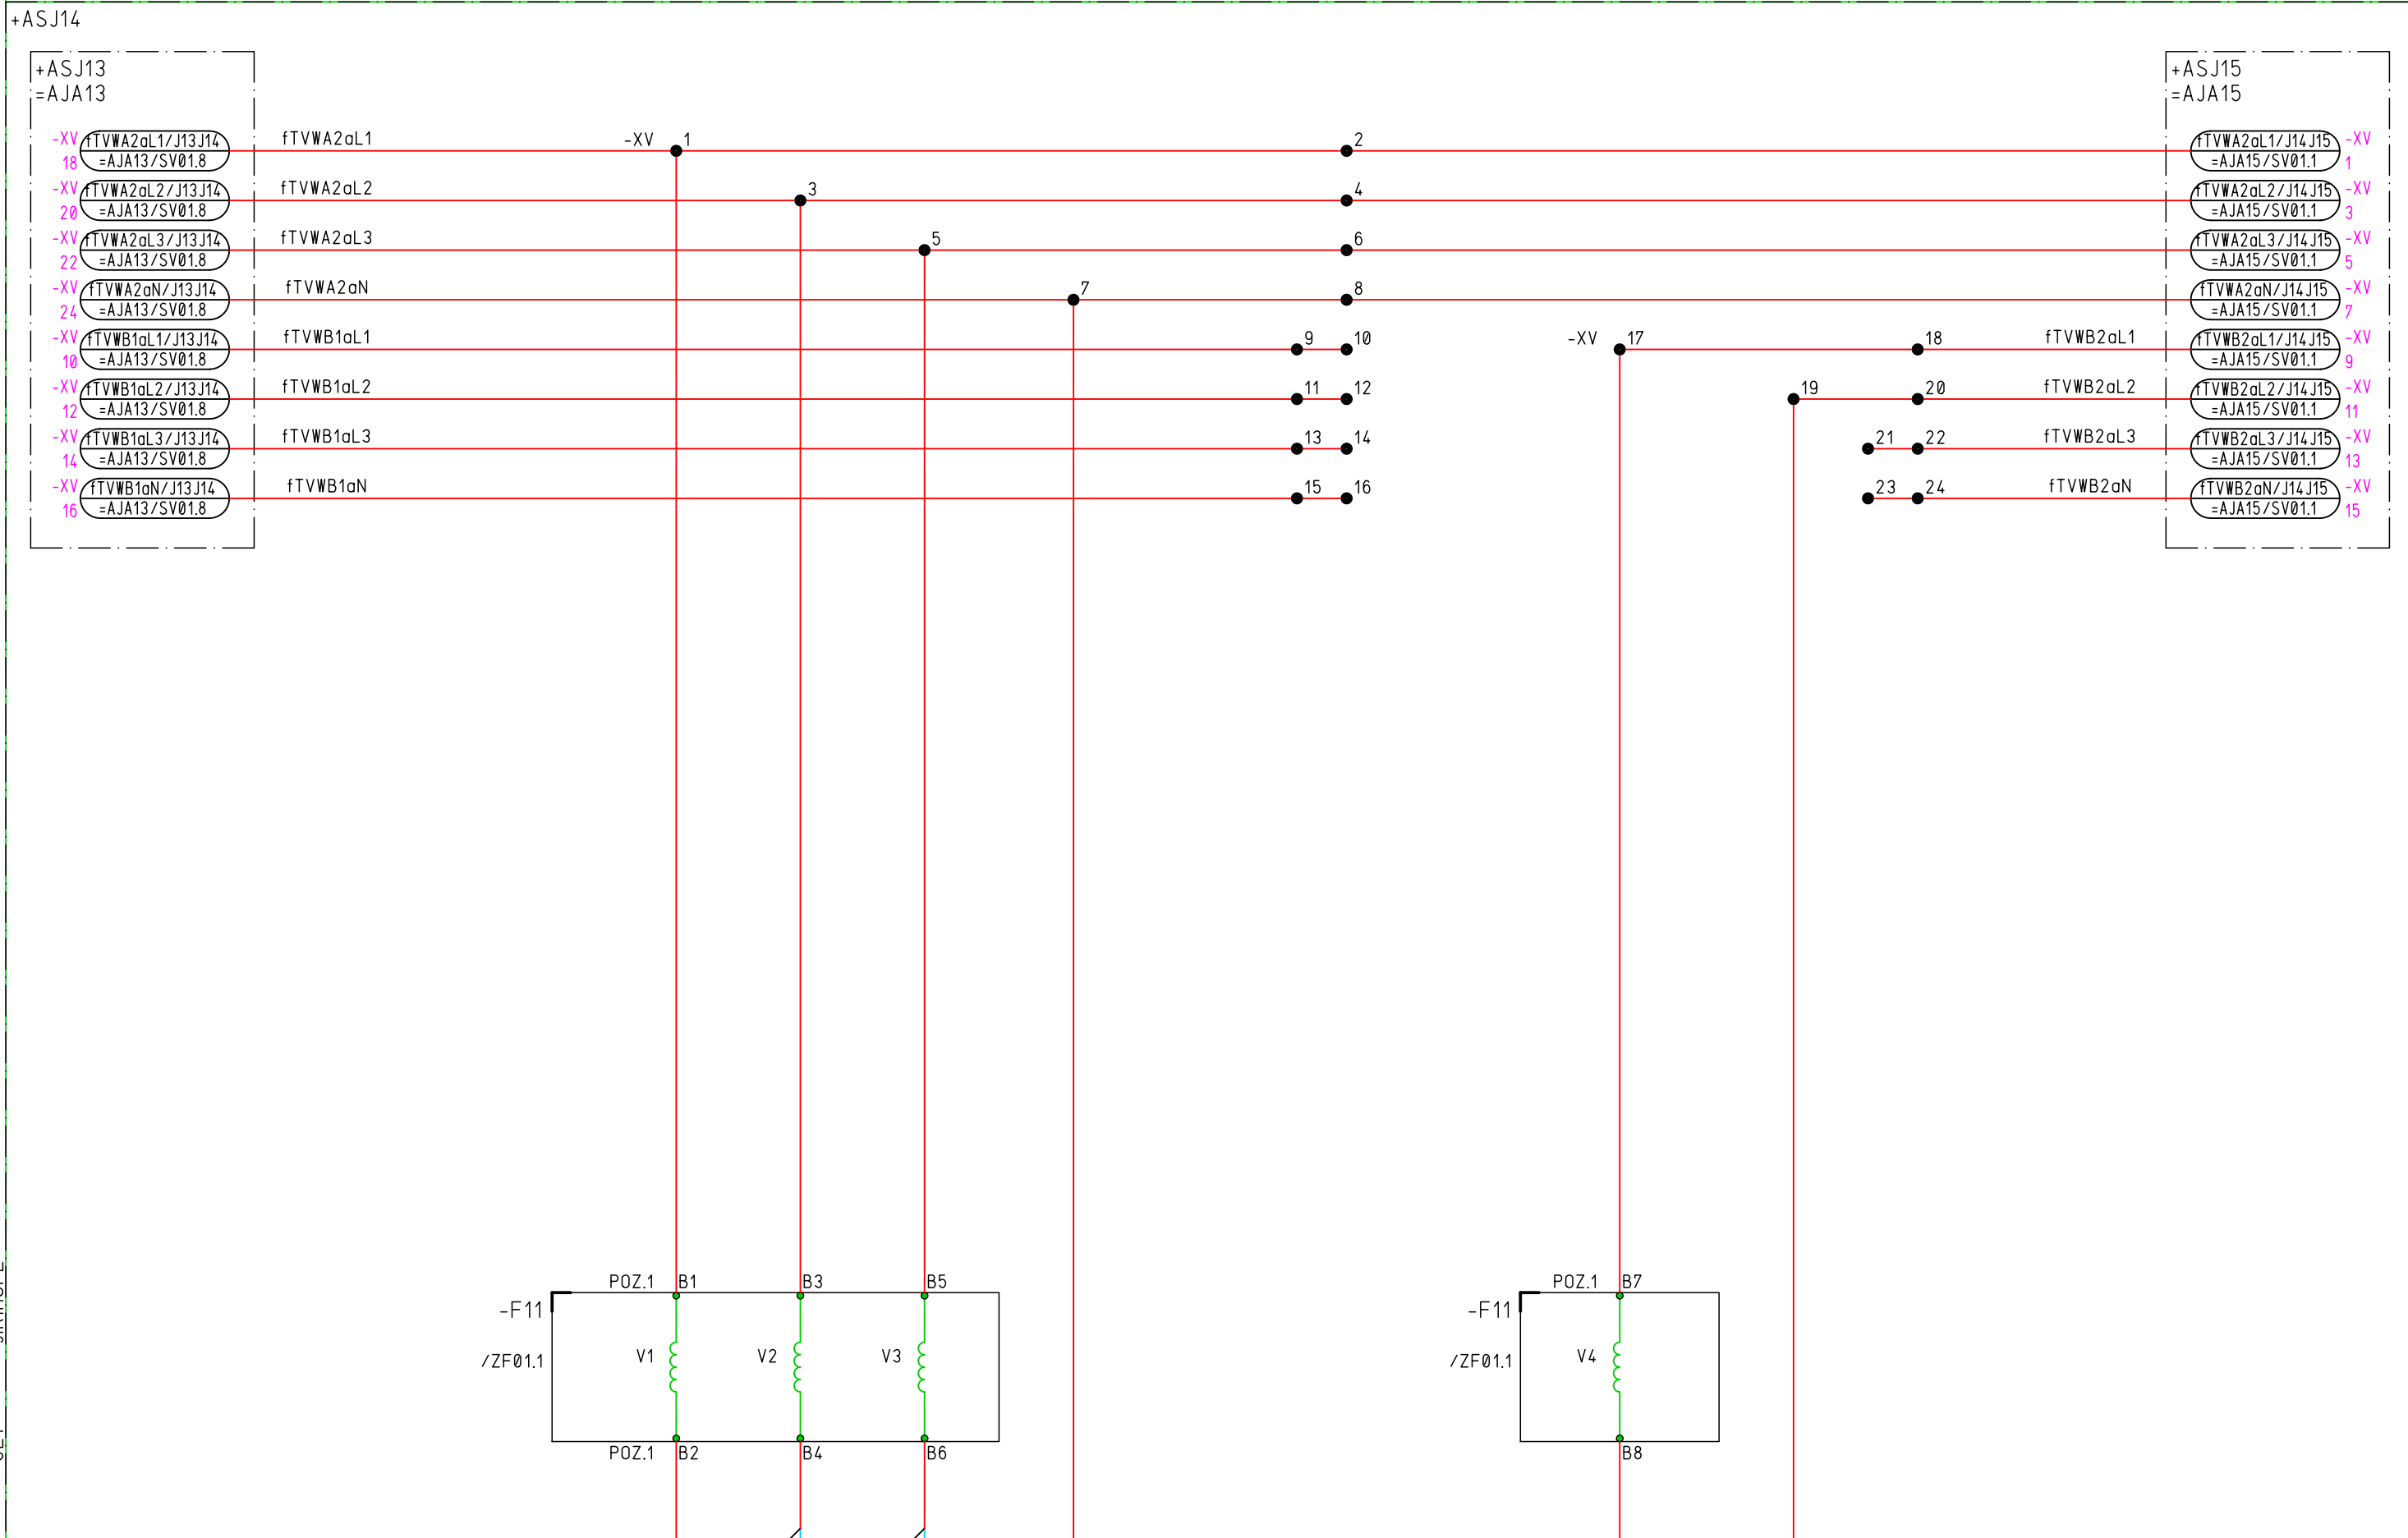 +ASJ14
+ASJ13
=AJA13
+ASJ15
=AJA15
-XV 18 fTVWA2aL1/J13J14 =AJA13/SV01.8 fTVWA2aL1 -XV 1 2 fTVWA2aL1/J14J15 =AJA15/SV01.1 -XV 1
-XV 20 fTVWA2aL2/J13J14 =AJA13/SV01.8 fTVWA2aL2 3 4 fTVWA2aL2/J14J15 =AJA15/SV01.1 -XV 3
-XV 22 fTVWA2aL3/J13J14 =AJA13/SV01.8 fTVWA2aL3 5 6 fTVWA2aL3/J14J15 =AJA15/SV01.1 -XV 5
-XV 24 fTVWA2aN/J13J14 =AJA13/SV01.8 fTVWA2aN 7 8 fTVWA2aN/J14J15 =AJA15/SV01.1 -XV 7
-XV 10 fTVWB1aL1/J13J14 =AJA13/SV01.8 fTVWB1aL1 9 10 -XV 17 18 fTVWB2aL1 fTVWB2aL1/J14J15 =AJA15/SV01.1 -XV 9
-XV 12 fTVWB1aL2/J13J14 =AJA13/SV01.8 fTVWB1aL2 11 12 19 20 fTVWB2aL2 fTVWB2aL2/J14J15 =AJA15/SV01.1 -XV 11
-XV 14 fTVWB1aL3/J13J14 =AJA13/SV01.8 fTVWB1aL3 13 14 21 22 fTVWB2aL3 fTVWB2aL3/J14J15 =AJA15/SV01.1 -XV 13
-XV 16 fTVWB1aN/J13J14 =AJA13/SV01.8 fTVWB1aN 15 16 23 24 fTVWB2aN fTVWB2aN/J14J15 =AJA15/SV01.1 -XV 15
POZ.1 B1 B3 B5 POZ.1 B7
-F11 -F11
/ZF01.1 V1 V2 V3 /ZF01.1 V4
POZ.1 B2 B4 B6 B8